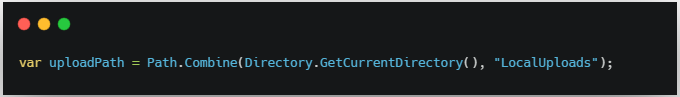 var uploadPath = Path.Combine(Directory.GetCurrentDirectory(), "LocalUploads");